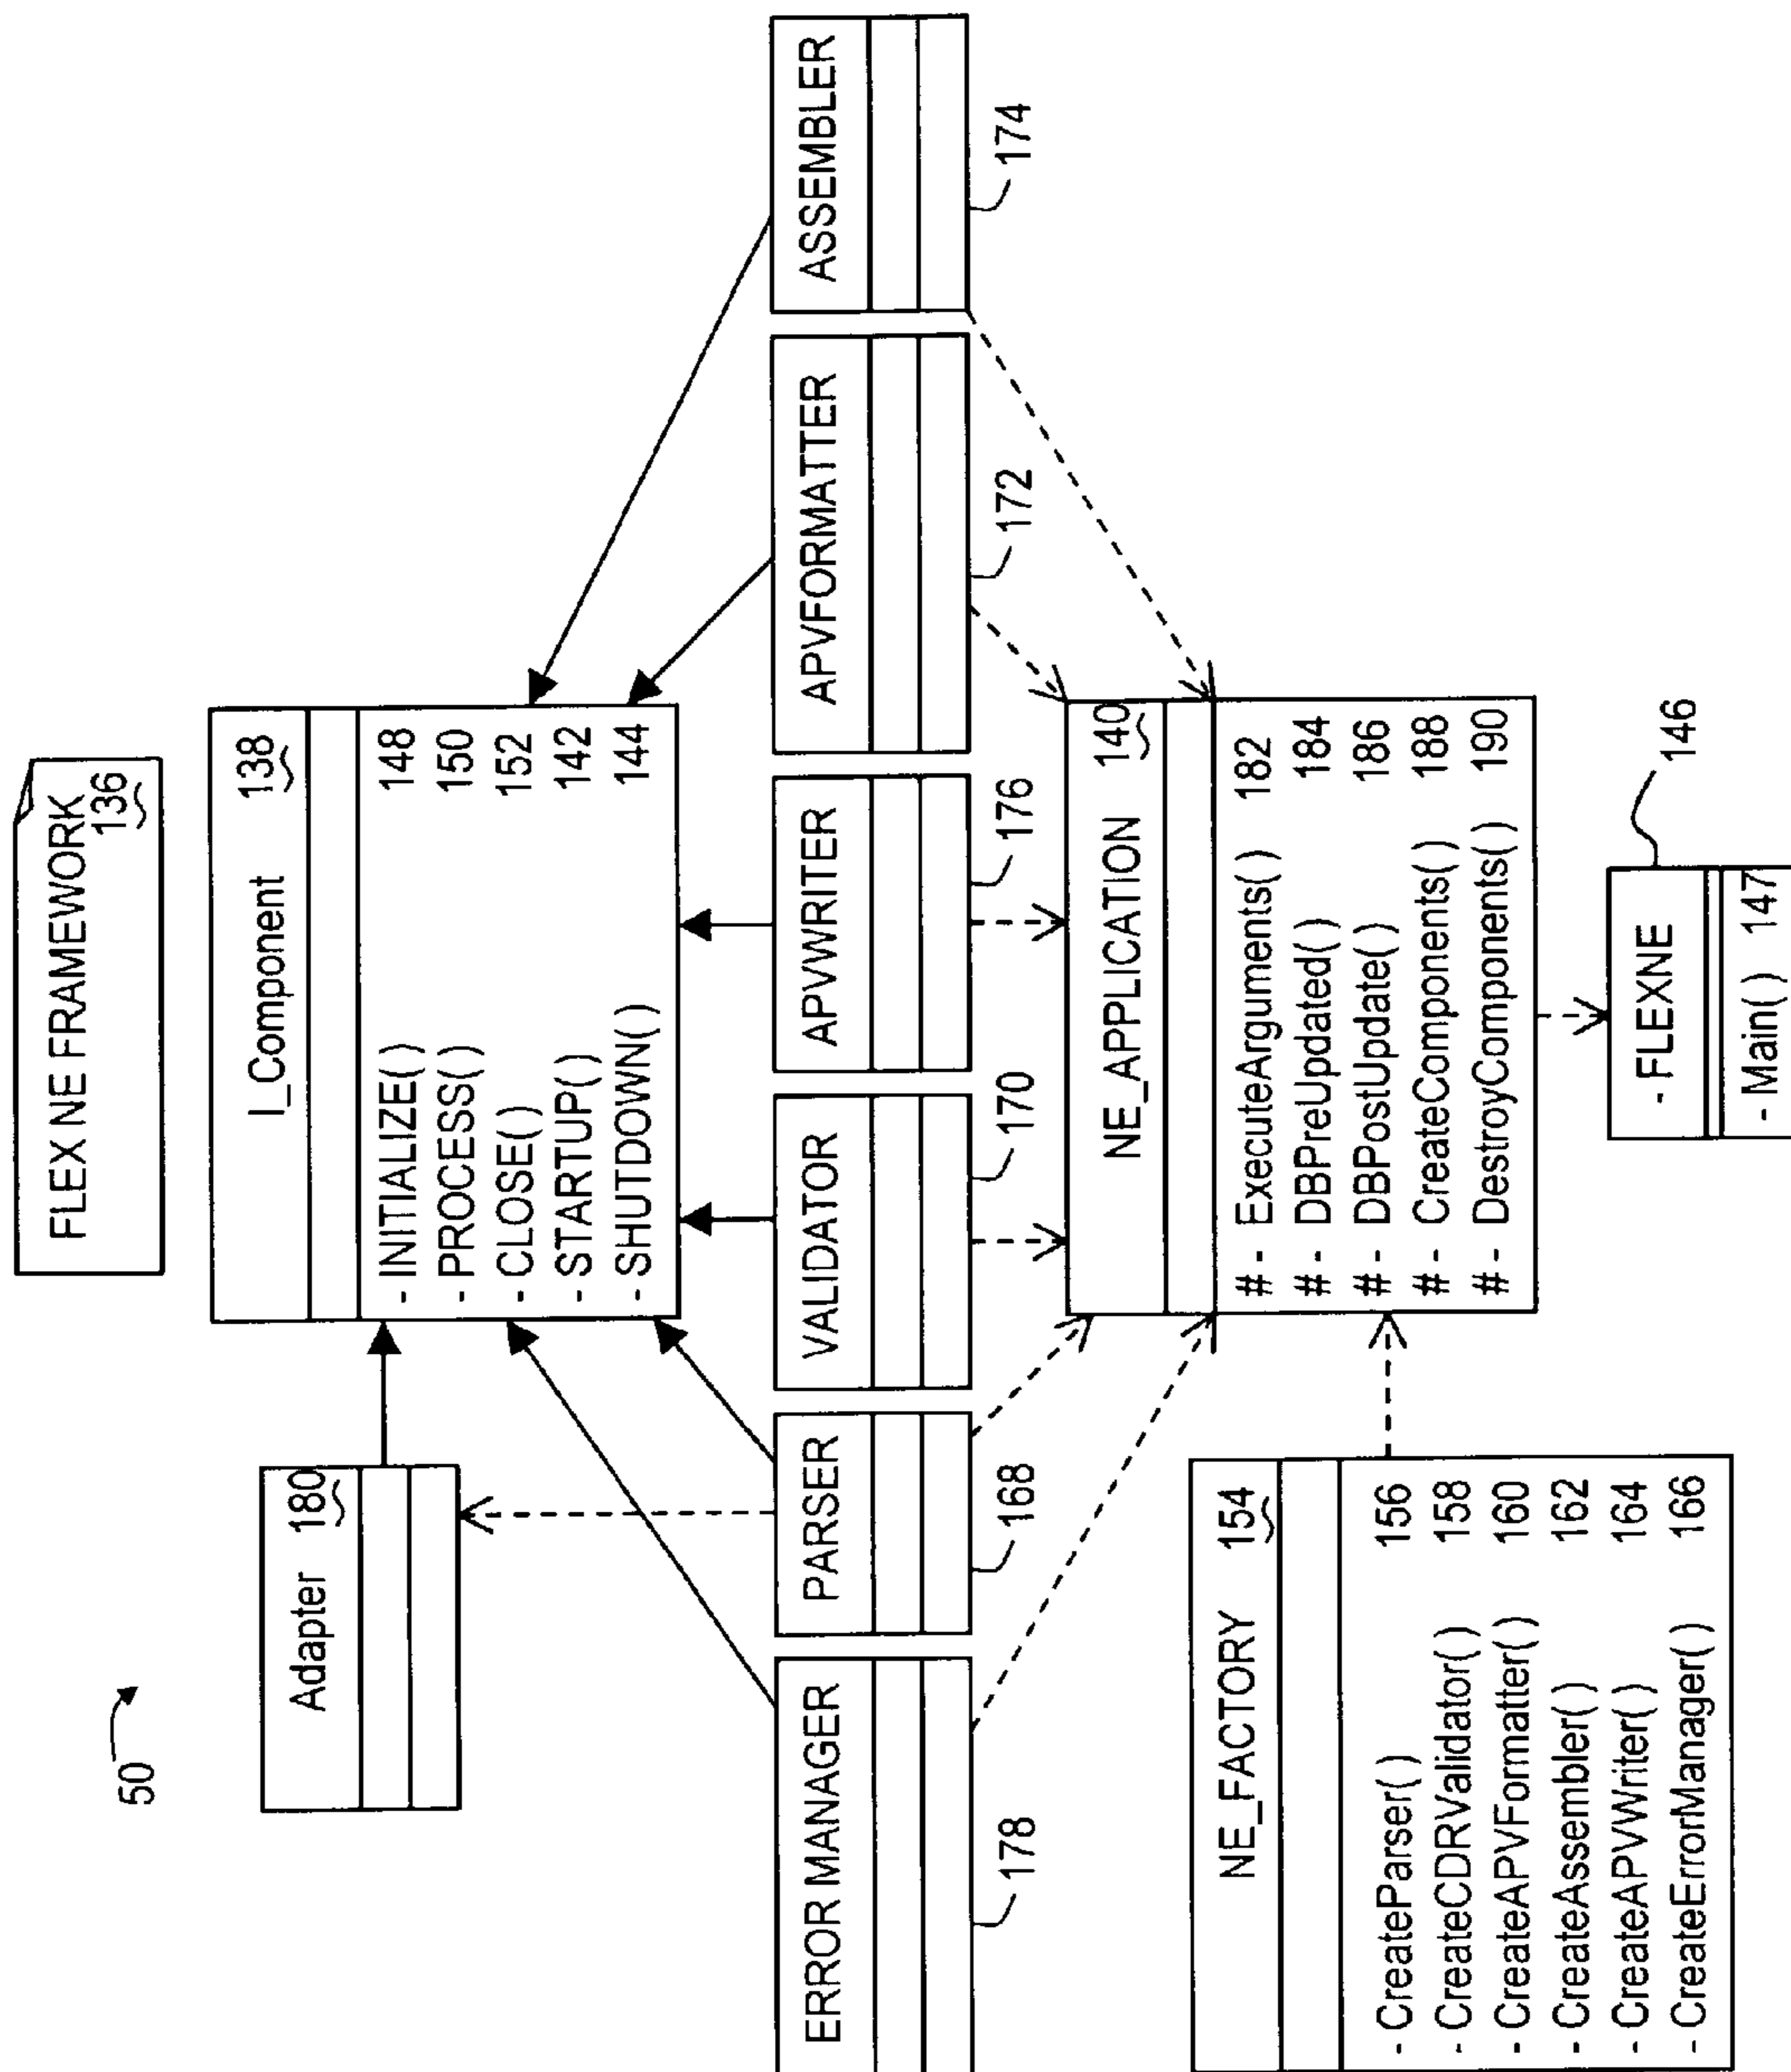 50
FLEX NE FRAMEWORK
136
Adapter 180
I_Component 138
- INITIALIZE( ) 148
- PROCESS( ) 150
- CLOSE( ) 152
- STARTUP( ) 142
- SHUTDOWN( ) 144
ERROR MANAGER
PARSER
VALIDATOR
APVWRITER
APVFORMATTER
ASSEMBLER
178
168
170
176
172
174
NE_FACTORY 154
- CreateParser( ) 156
- CreateCDRValidator( ) 158
- CreateAPVFormatter( ) 160
- CreateAssembler( ) 162
- CreateAPVWriter( ) 164
- CreateErrorManager( ) 166
NE_APPLICATION 140
# - ExecuteArguments( ) 182
# - DBPreUpdated( ) 184
# - DBPostUpdate( ) 186
# - CreateComponents( ) 188
# - DestroyComponents( ) 190
- FLEXNE
146
- Main( ) 147